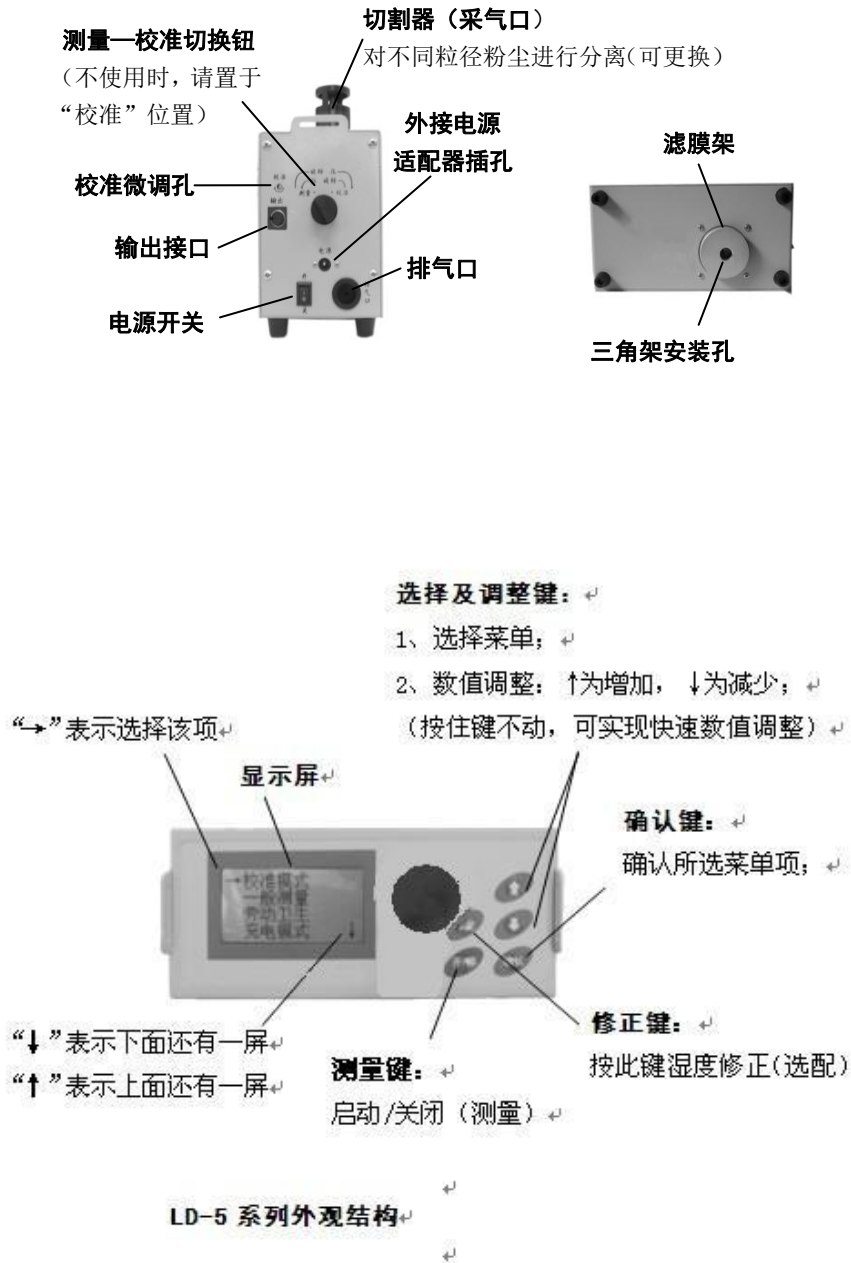 切割器（采气口）
对不同粒径粉尘进行分离(可更换）
测量—校准切换钮
（不使用时，请置于
“校准”位置）
外接电源
适配器插孔
滤膜架
校准微调孔
输出接口
排气口
电源开关
三角架安装孔
选择及调整键：
1、选择菜单；
2、数值调整：↑为增加，↓为减少；
（按住键不动，可实现快速数值调整）
“→”表示选择该项
显示屏
确认键：
确认所选菜单项；
→校准模式
一般测量
劳动卫生
充电模式 ↓
“↓”表示下面还有一屏
“↑”表示上面还有一屏
测量键：
启动/关闭（测量）
修正键：
按此键湿度修正(选配)
LD-5 系列外观结构